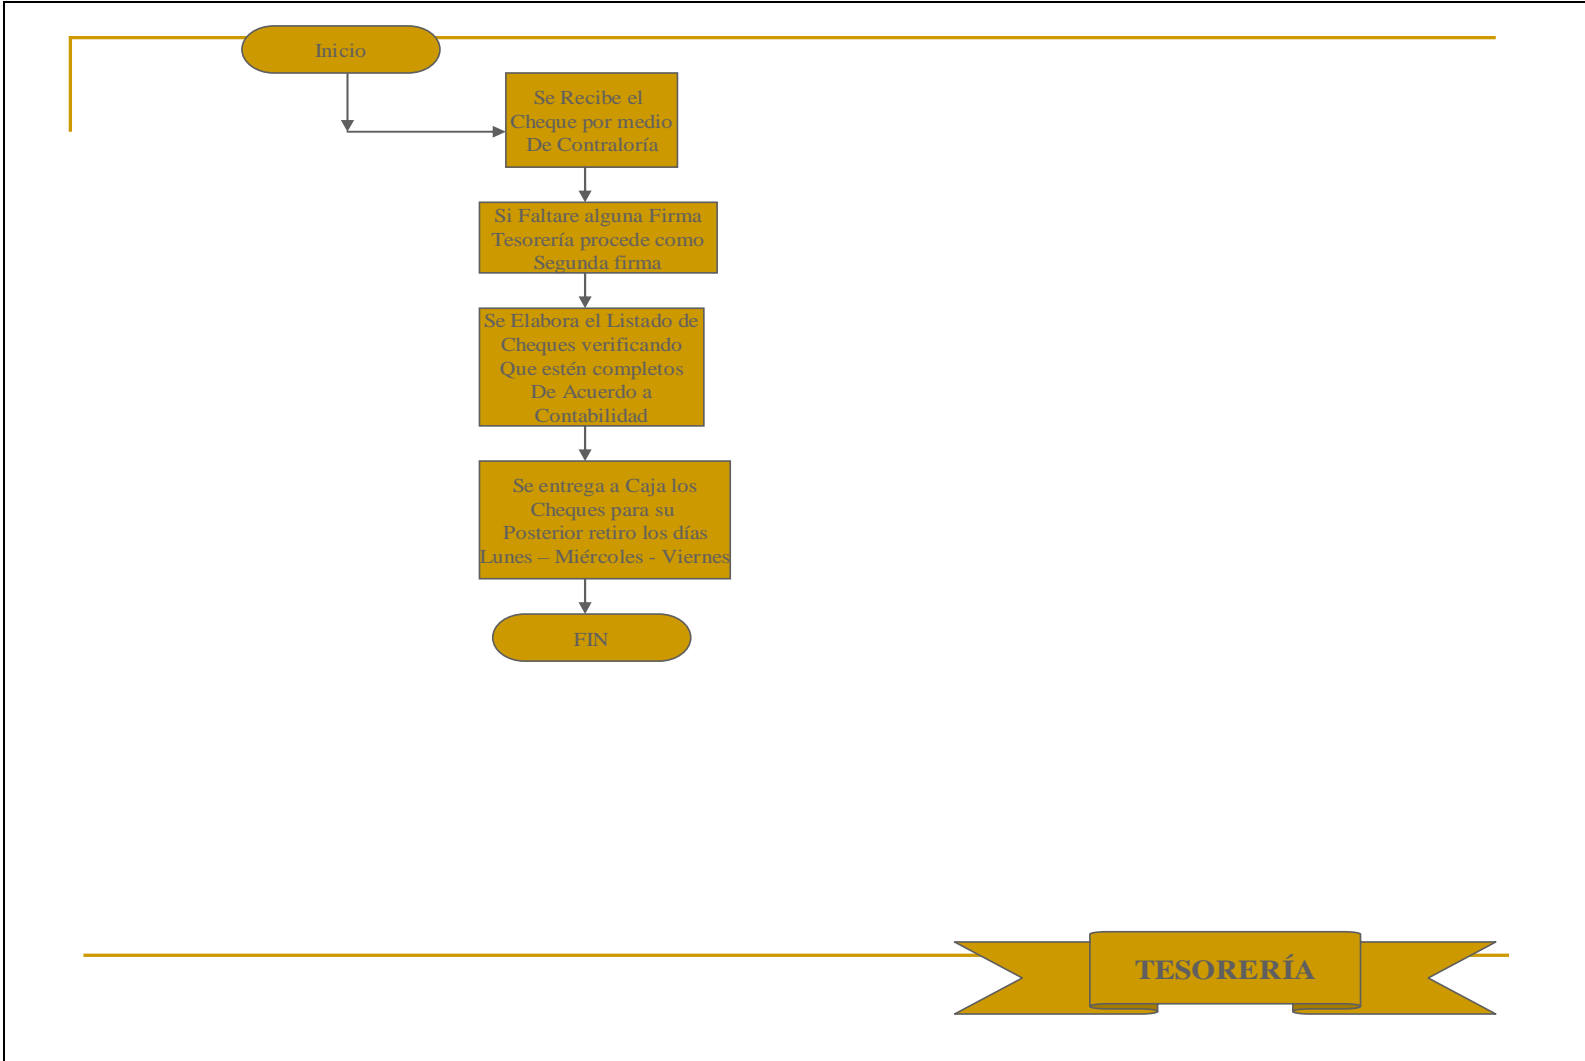 Inicio
Se Recibe el
Cheque por medio
De Contraloría
Si Faltare alguna Firma
Tesorería procede como
Segunda firma
Se Elabora el Listado de
Cheques verificando
Que estén completos
De Acuerdo a
Contabilidad
Se entrega a Caja los
Cheques para su
Posterior retiro los días
Lunes – Miércoles - Viernes
FIN
TESORERÍA